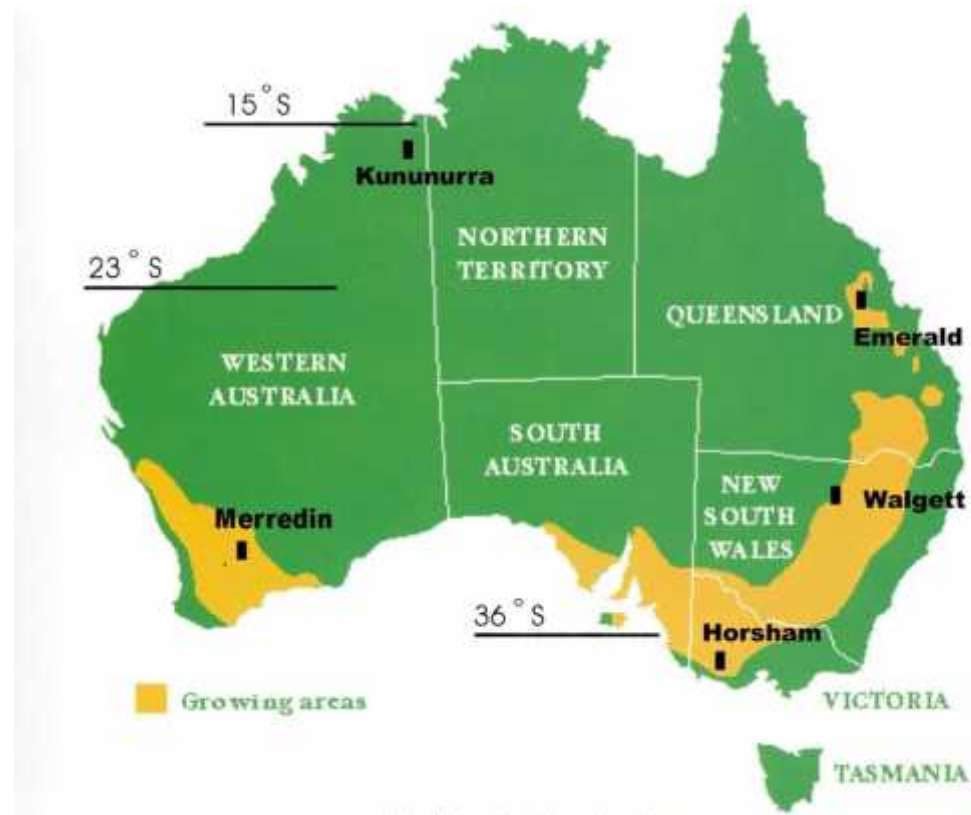 15°S
Kununurra
NORTHERN
TERRITORY
23°S
QUEENSLAND
Emerald
WESTERN
AUSTRALIA
SOUTH
AUSTRALIA
NEW
SOUTH
WALES
Walgett
Merredin
36°S
Horsham
Growing areas
VICTORIA
TASMANIA